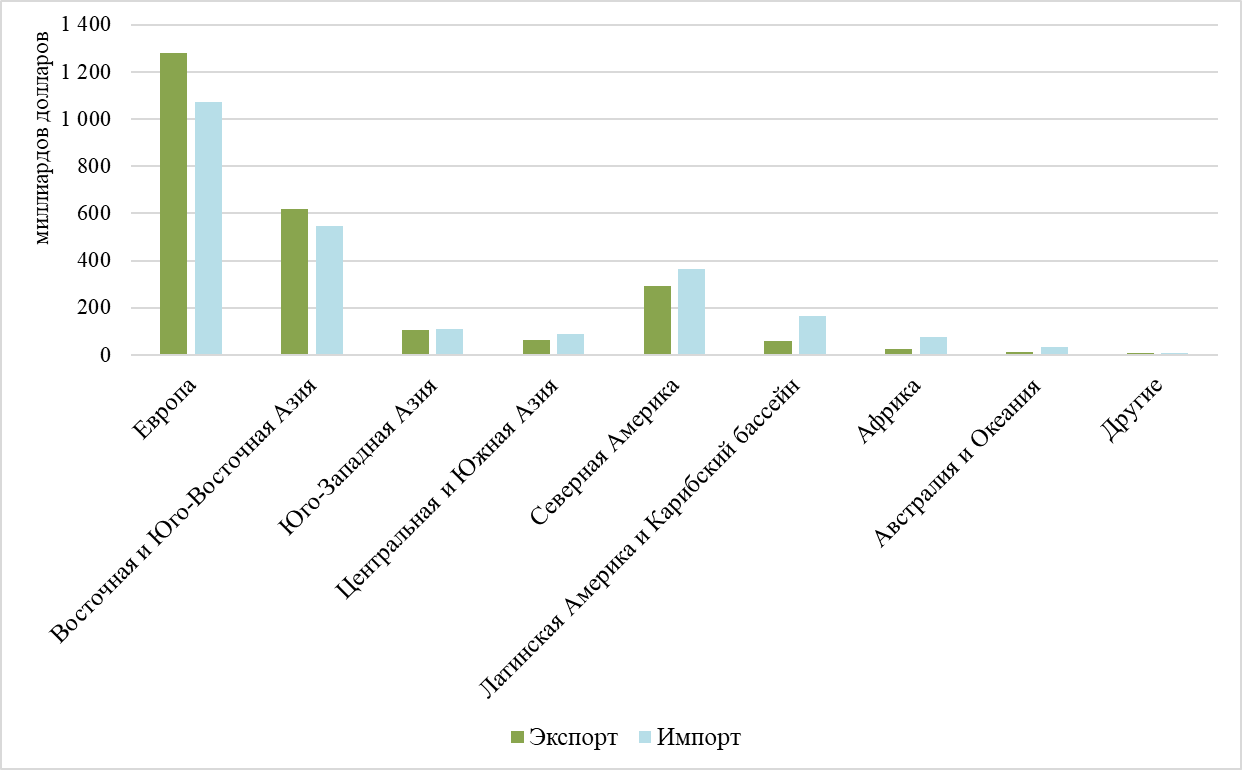 миллиардов долларов
1 400
1 200
1 000
800
600
400
200
0
Европа
Восточная и Юго-Восточная Азия
Юго-Западная Азия
Центральная и Южная Азия
Северная Америка
Латинская Америка и Карибский бассейн
Африка
Австралия и Океания
Другие
Экспорт
Импорт